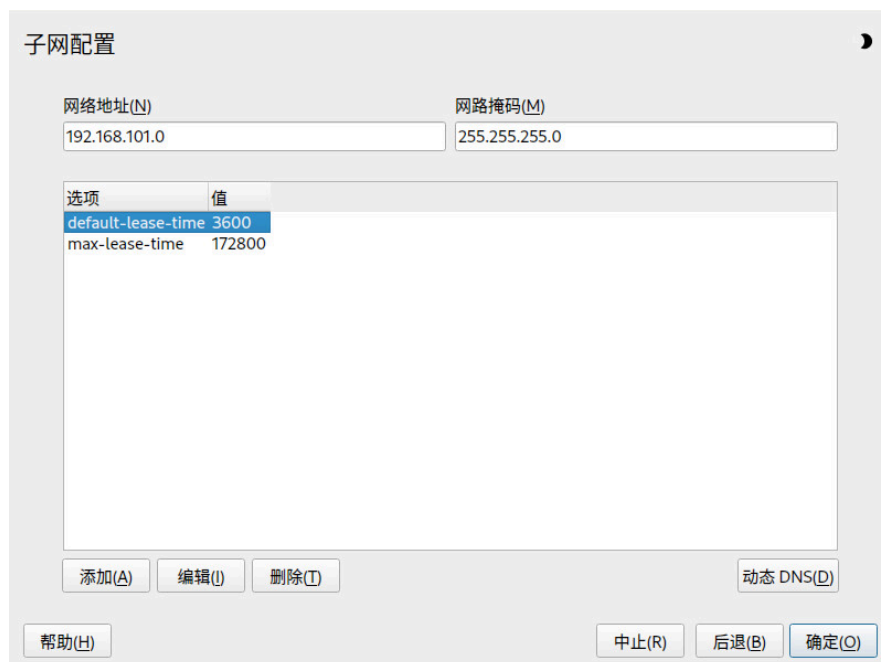 子网配置
网络地址(N) 网路掩码(M)
192.168.101.0 255.255.255.0
选项 值
default-lease-time 3600
max-lease-time 172800
添加(A) 编辑(I) 删除(T) 动态 DNS(D)
帮助(H) 中止(R) 后退(B) 确定(O)